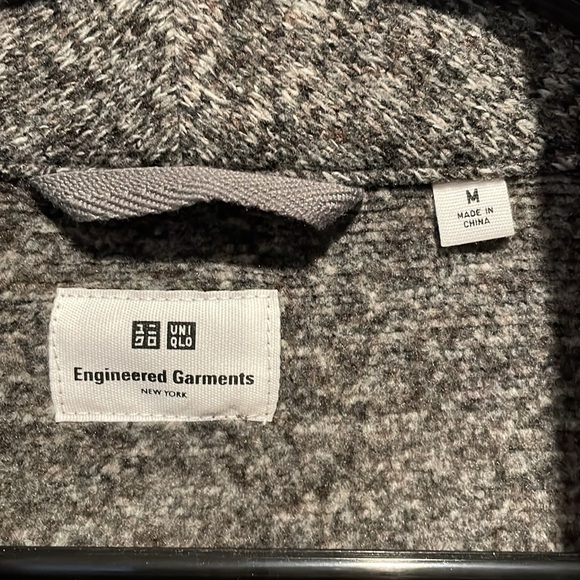 M
MADE IN
CHINA
ユニ UNI
クロ QLO
Engineered Garments
NEW YORK